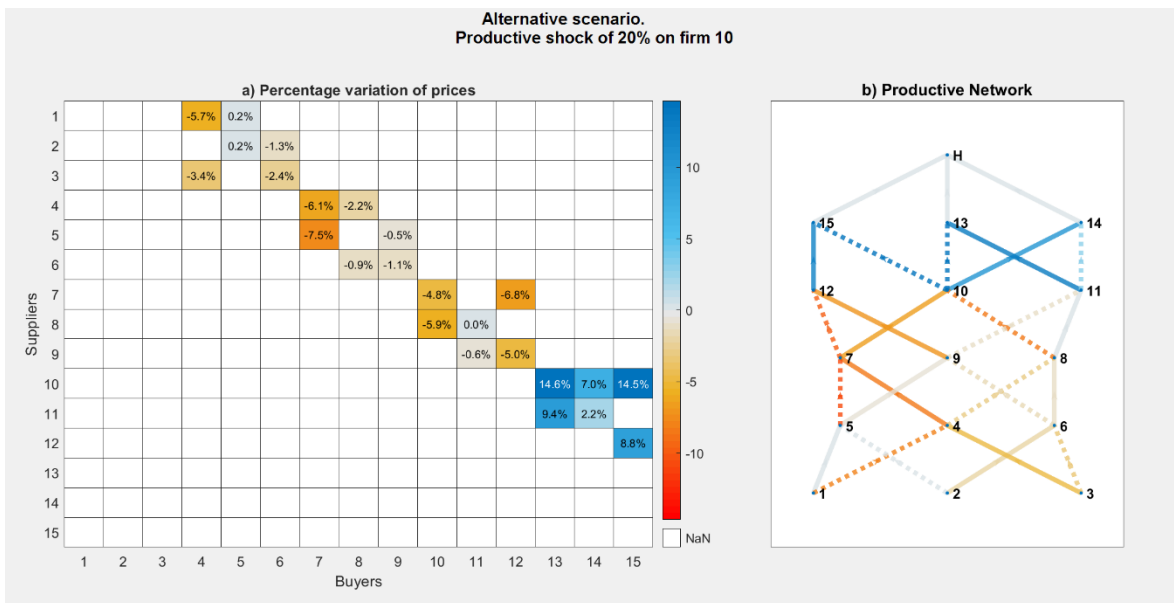 Alternative scenario.
Productive shock of 20% on firm 10
a) Percentage variation of prices
1 -5.7% 0.2%
2 0.2% -1.3%
3 -3.4% -2.4%
4 -6.1% -2.2%
5 -7.5% -0.5%
6 -0.9% -1.1%
7 -4.8% -6.8%
8 -5.9% 0.0%
9 -0.6% -5.0%
10 14.6% 7.0% 14.5%
11 9.4% 2.2%
12 8.8%
13
14
15
Suppliers
1 2 3 4 5 6 7 8 9 10 11 12 13 14 15
Buyers
10
5
0
-5
-10
NaN
b) Productive Network
H
15 13 14
12 10 11
7 9 8
5 4 6
1 2 3